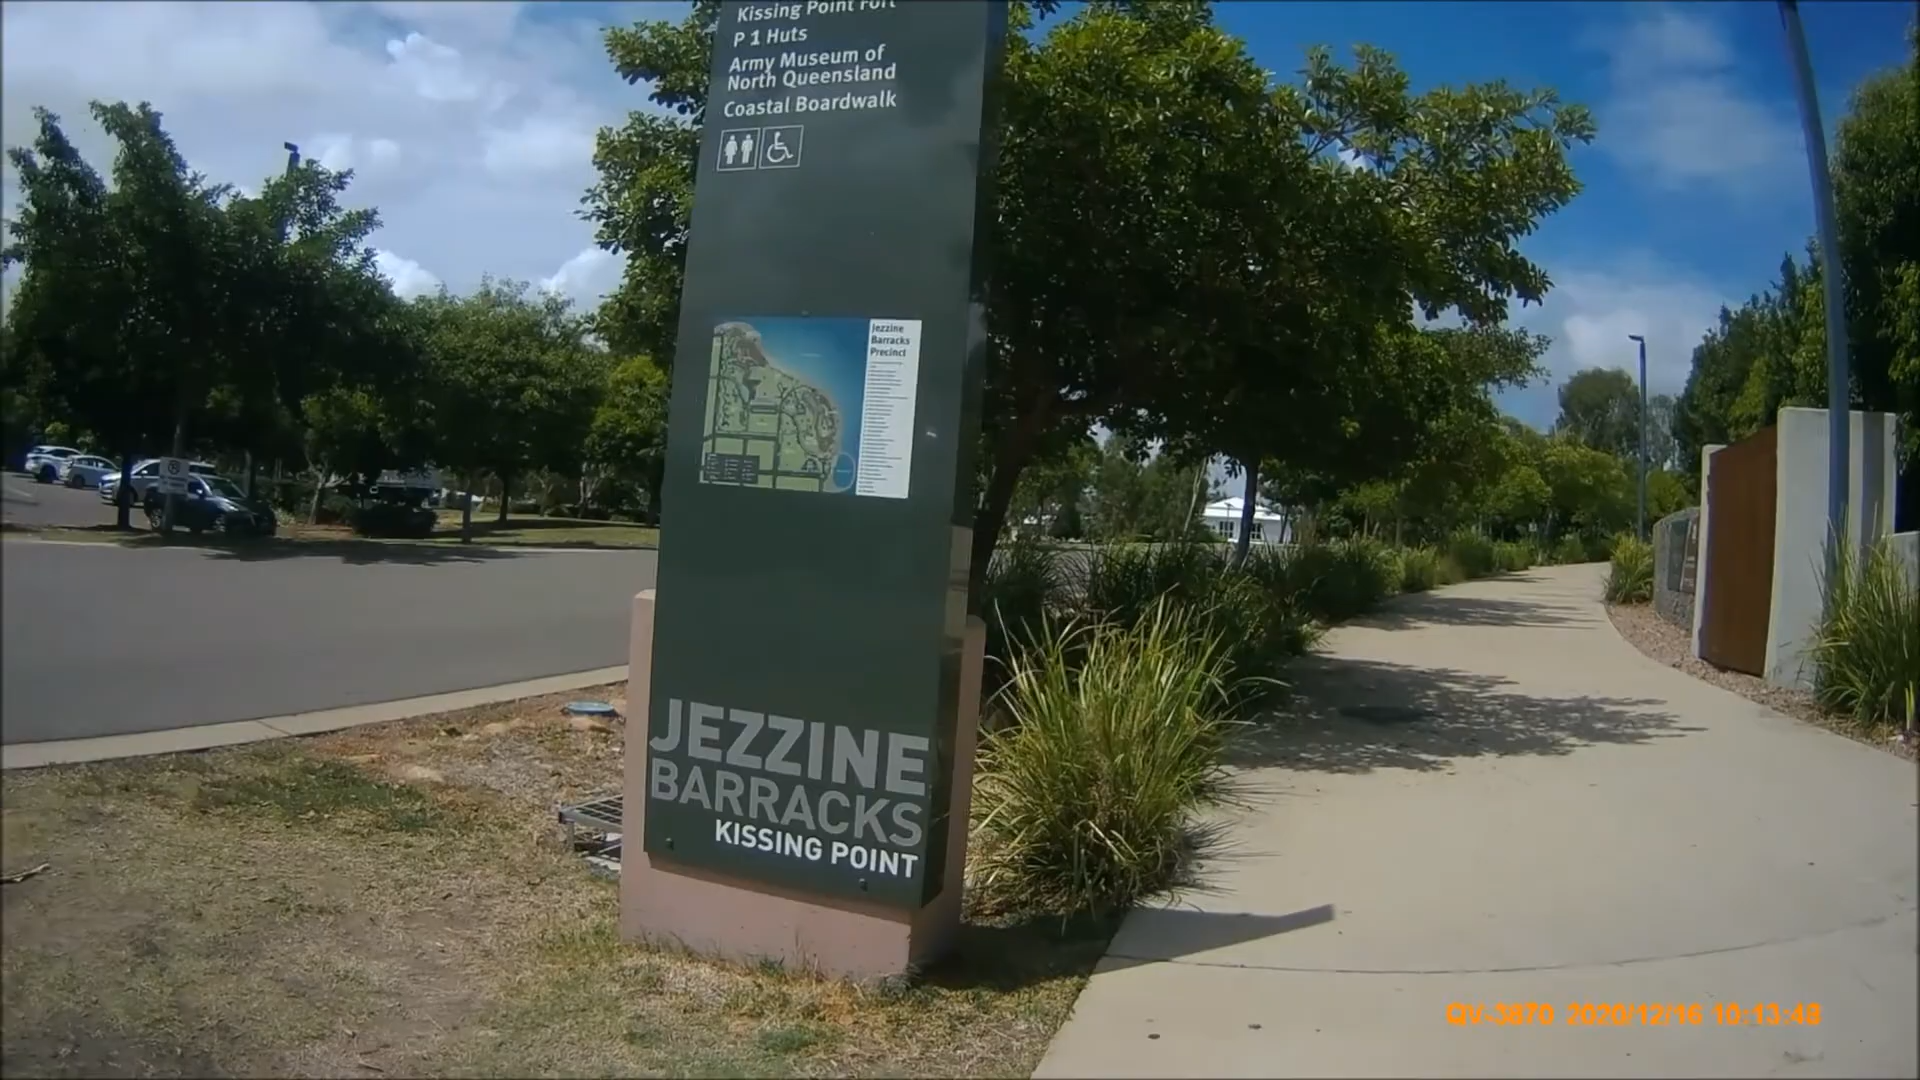 Kissing Point Fort
P 1 Huts
Army Museum of
North Queensland
Coastal Boardwalk
Jezzine
Barracks
Precinct
JEZZINE
BARRACKS
KISSING POINT
QV-3870 2020/12/16 10:13:48